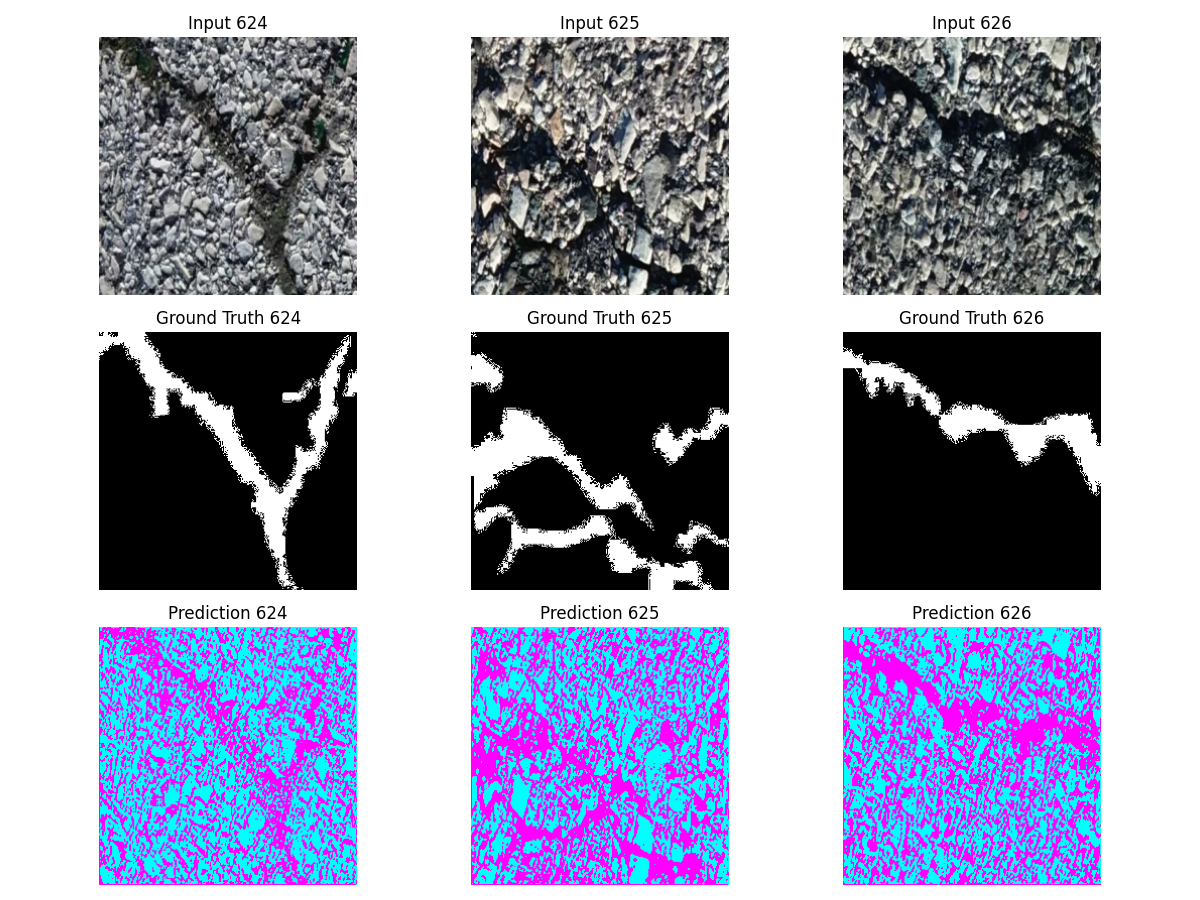 Input 624
Input 625
Input 626
Ground Truth 624
Ground Truth 625
Ground Truth 626
Prediction 624
Prediction 625
Prediction 626